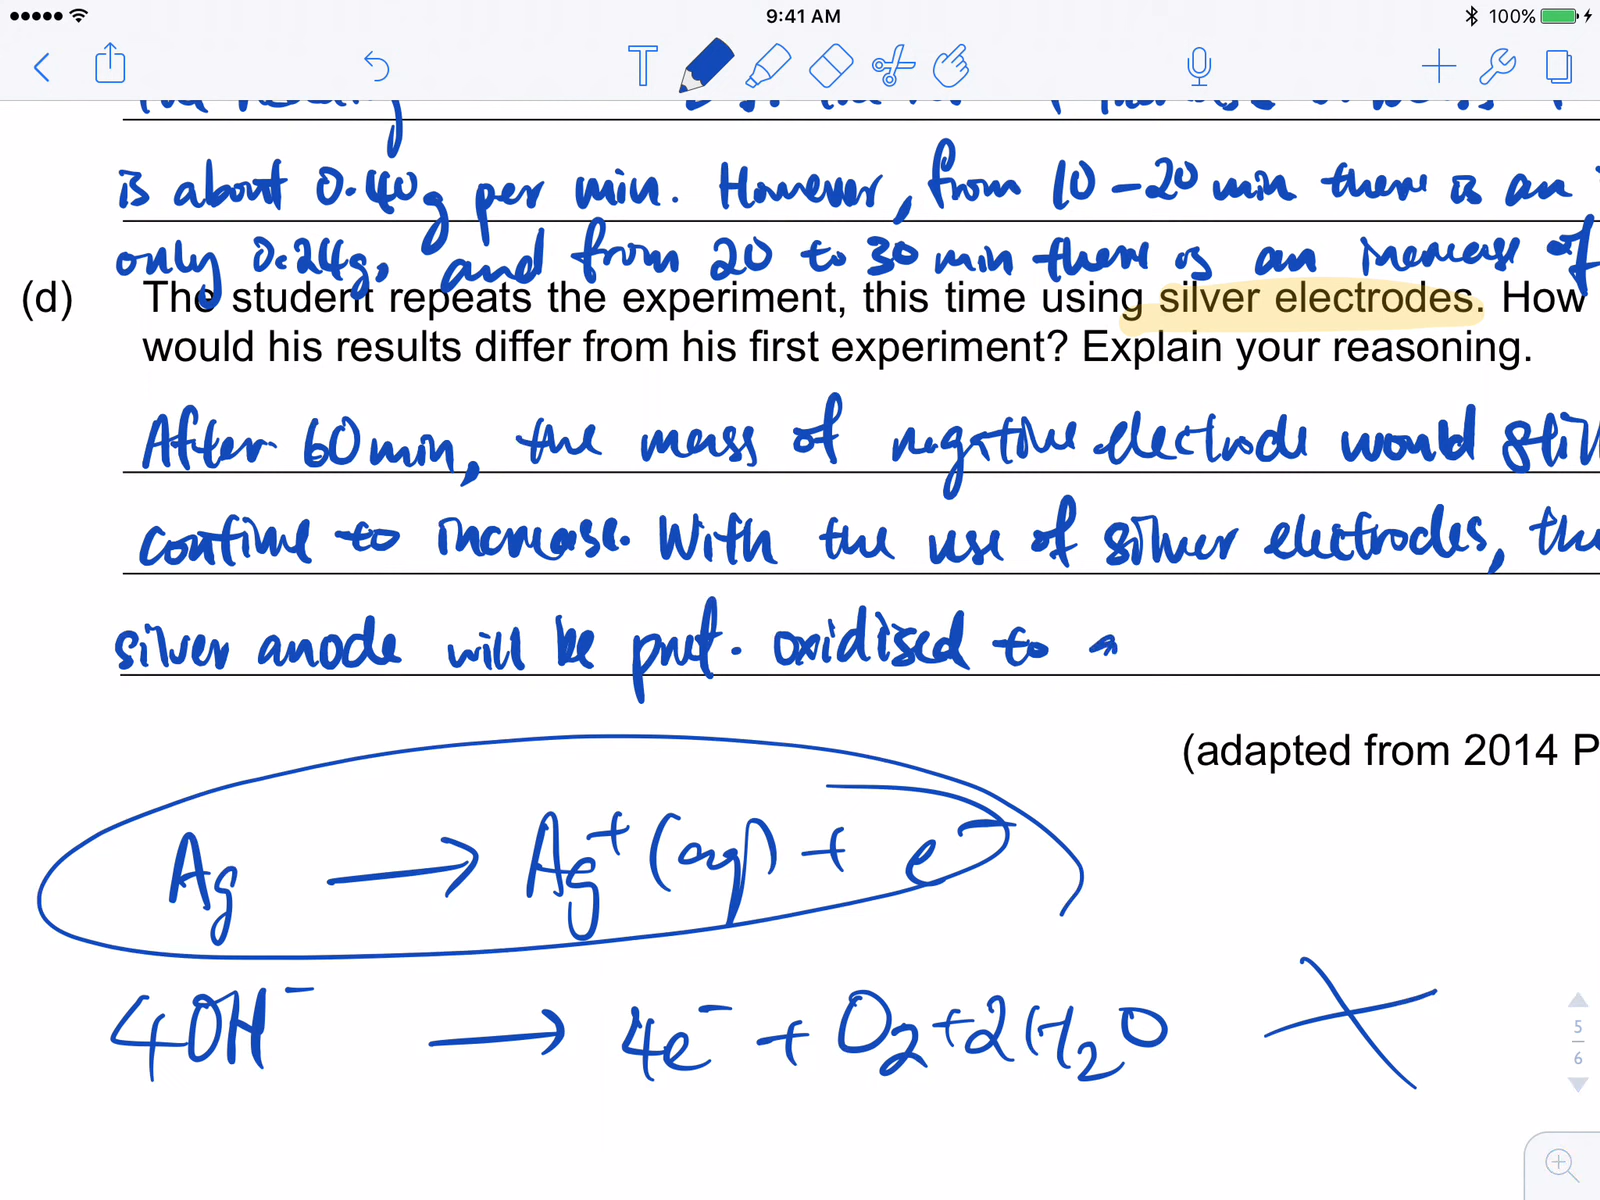 9:41 AM
100%
T
is about 0.40g per min. However, from 10-20 min there is an
only 0.24g, and from 20 to 30 min there is an increase of
(d) The student repeats the experiment, this time using silver electrodes. How
would his results differ from his first experiment? Explain your reasoning.
After 60 min, the mass of negative electrode would still
continue to increase. With the use of silver electrodes, the
silver anode will be pref. oxidised to
(adapted from 2014 P
Ag → Ag⁺ (aq) + e⁻
4OH⁻ → 4e⁻ + O₂ + 2H₂O
5
6